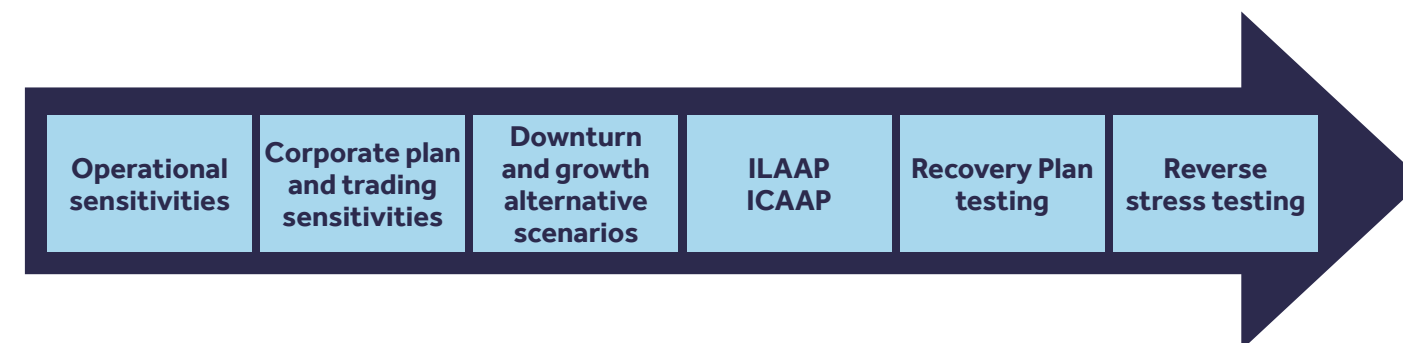 Operational
sensitivities
Corporate plan
and trading
sensitivities
Downturn
and growth
alternative
scenarios
ILAAP
ICAAP
Recovery Plan
testing
Reverse
stress testing